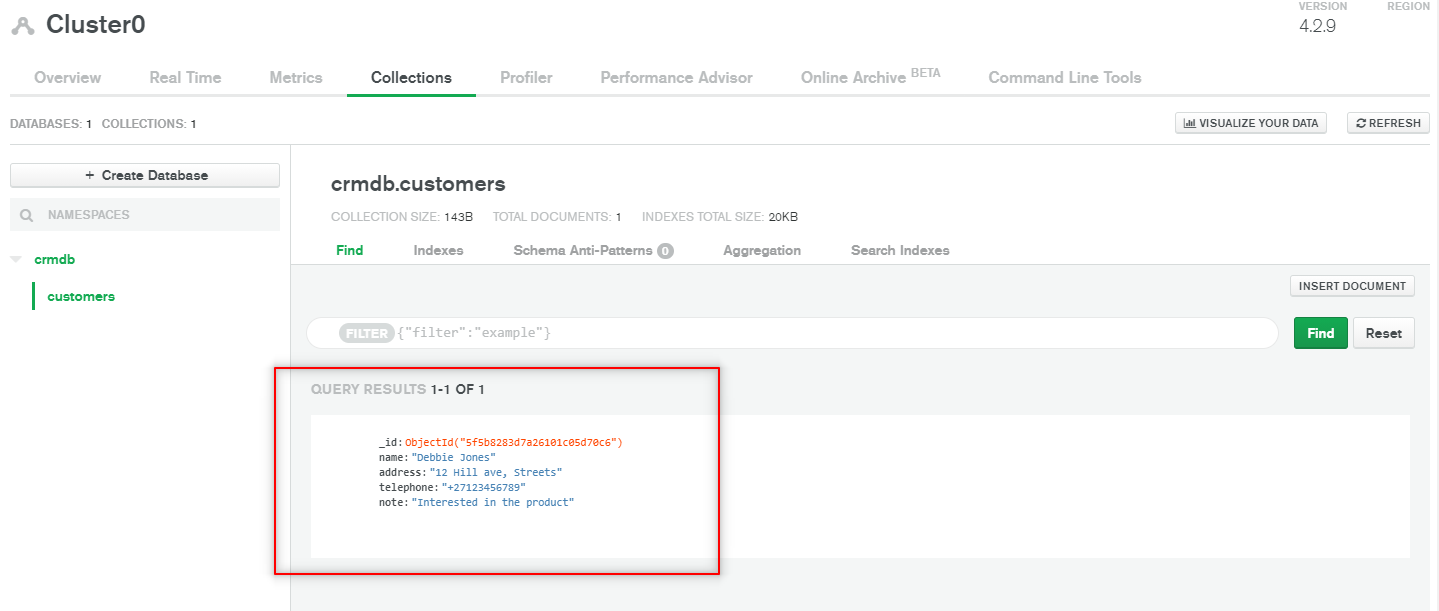 Cluster0
VERSION REGION
4.2.9
Overview Real Time Metrics Collections Profiler Performance Advisor Online Archive BETA Command Line Tools
DATABASES: 1 COLLECTIONS: 1
VISUALIZE YOUR DATA REFRESH
+ Create Database
NAMESPACES
crmdb
customers
crmdb.customers
COLLECTION SIZE: 143B TOTAL DOCUMENTS: 1 INDEXES TOTAL SIZE: 20KB
Find Indexes Schema Anti-Patterns 0 Aggregation Search Indexes
INSERT DOCUMENT
FILTER {"filter":"example"}
Find Reset
QUERY RESULTS 1-1 OF 1
_id: ObjectId("5f5b8283d7a26101c05d70c6")
name: "Debbie Jones"
address: "12 Hill ave, Streets"
telephone: "+27123456789"
note: "Interested in the product"